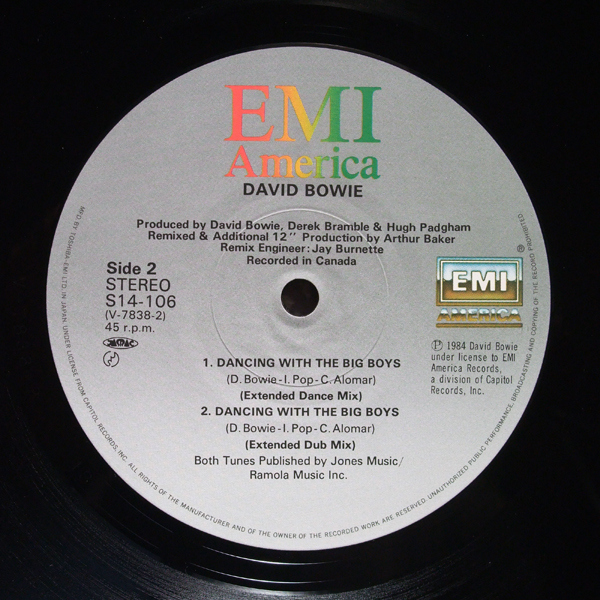 EMI
America
DAVID BOWIE
Produced by David Bowie, Derek Bramble & Hugh Padgham
Remixed & Additional 12'' Production by Arthur Baker
Remix Engineer: Jay Burnette
Recorded in Canada
Side 2
STEREO
S14-106
(V-7838-2)
45 r.p.m.
EMI
AMERICA
℗ 1984 David Bowie
under license to EMI
America Records,
a division of Capitol
Records, Inc.
1. DANCING WITH THE BIG BOYS
(D. Bowie-I. Pop-C. Alomar)
(Extended Dance Mix)
2. DANCING WITH THE BIG BOYS
(D. Bowie-I. Pop-C. Alomar)
(Extended Dub Mix)
Both Tunes Published by Jones Music/
Ramola Music Inc.
MFD. BY TOSHIBA-EMI LTD. IN JAPAN UNDER LICENSE FROM CAPITOL RECORDS, INC. ALL RIGHTS OF THE MANUFACTURER AND OF THE OWNER OF THE RECORDED WORK ARE RESERVED. UNAUTHORIZED PUBLIC PERFORMANCE, BROADCASTING AND COPYING OF THE RECORD PROHIBITED